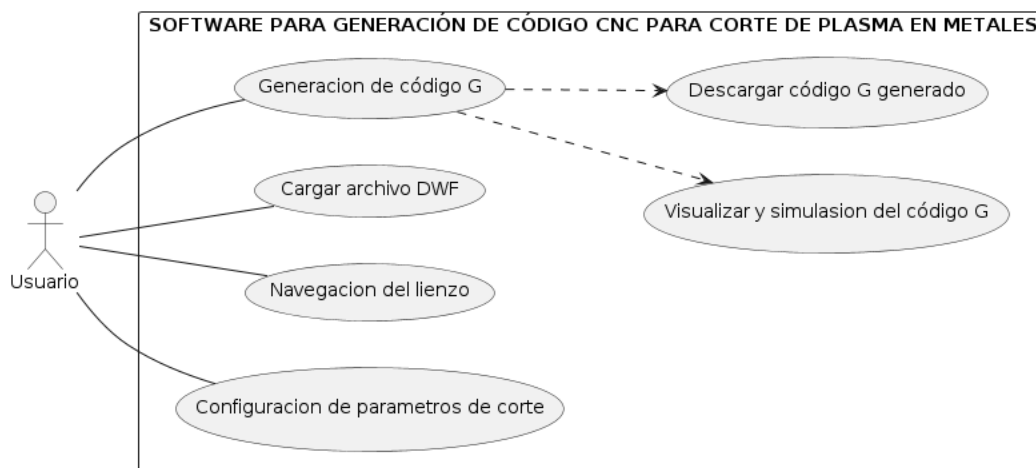 SOFTWARE PARA GENERACIÓN DE CÓDIGO CNC PARA CORTE DE PLASMA EN METALES
Generacion de código G
Descargar código G generado
Cargar archivo DWF
Visualizar y simulasion del código G
Usuario
Navegacion del lienzo
Configuracion de parametros de corte